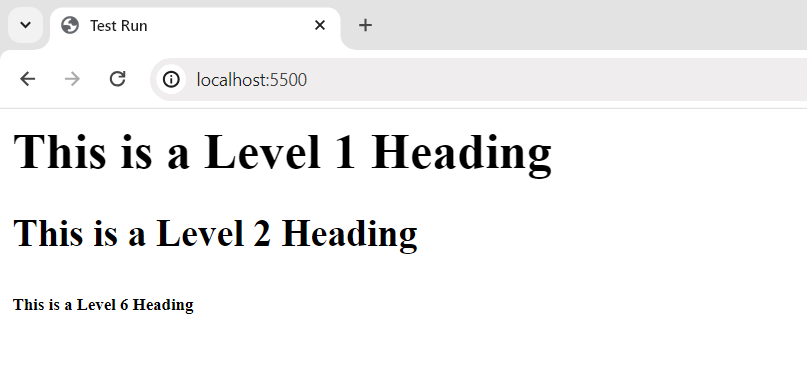 Test Run
localhost:5500
This is a Level 1 Heading
This is a Level 2 Heading
This is a Level 6 Heading